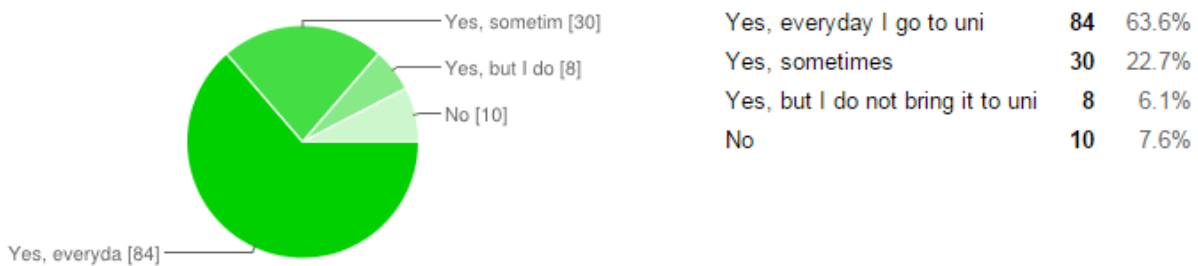 Yes, sometim [30]
Yes, but I do [8]
No [10]
Yes, everyda [84]
Yes, everyday I go to uni 84 63.6%
Yes, sometimes 30 22.7%
Yes, but I do not bring it to uni 8 6.1%
No 10 7.6%